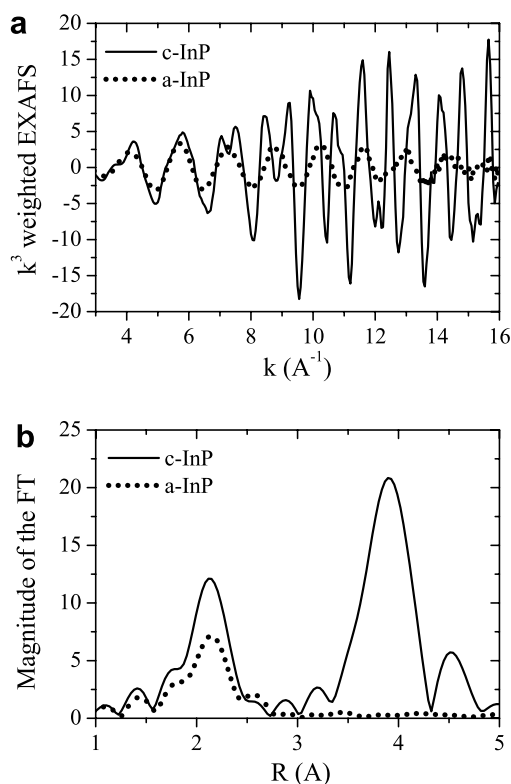 a
20
15
10
5
0
-5
-10
-15
-20
c-InP
a-InP
k³ weighted EXAFS
4 6 8 10 12 14 16
k (A⁻¹)
b
25
20
15
10
5
0
c-InP
a-InP
Magnitude of the FT
1 2 3 4 5
R (A)